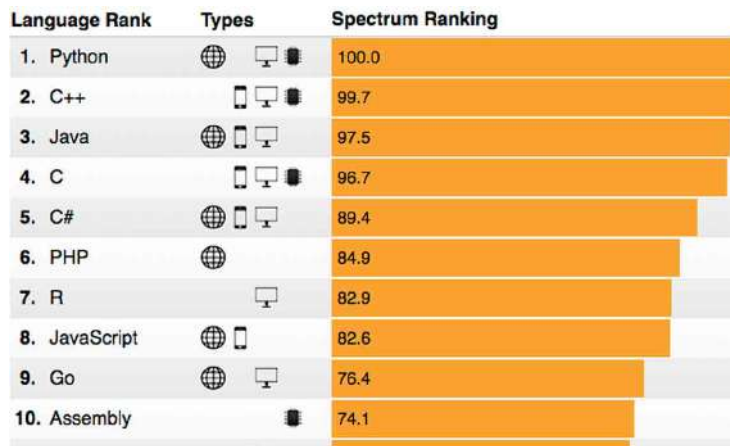 Language Rank Types Spectrum Ranking
1. Python 100.0
2. C++ 99.7
3. Java 97.5
4. C 96.7
5. C# 89.4
6. PHP 84.9
7. R 82.9
8. JavaScript 82.6
9. Go 76.4
10. Assembly 74.1